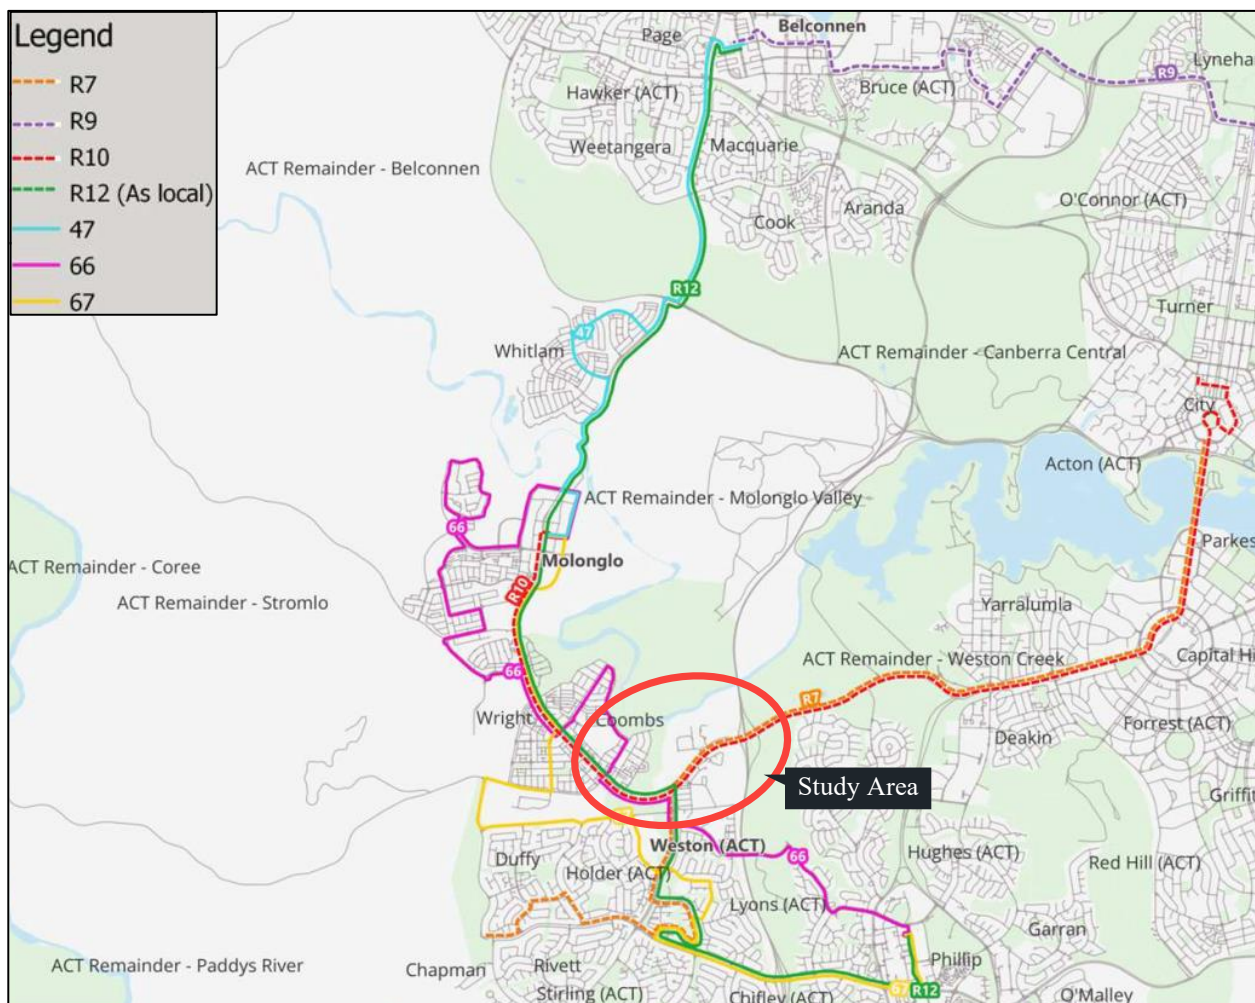 Legend
R7
R9
R10
R12 (As local)
47
66
67
Belconnen
Page
Lyneha
R9
Bruce (ACT)
Hawker (ACT)
Weetangera
Macquarie
ACT Remainder - Belconnen
O'Connor (ACT)
Aranda
Cook
R12
Turner
47
Whitlam
ACT Remainder - Canberra Central
City
Acton (ACT)
ACT Remainder - Molonglo Valley
66
Parkes
Molonglo
ACT Remainder - Coree
R10
ACT Remainder - Stromlo
Yarralumla
ACT Remainder - Weston Creek
Capital Hi
66
R7
Wright
Coombs
Forrest (ACT)
Deakin
Study Area
Griffit
Weston (ACT)
66
Hughes (ACT)
Red Hill (ACT)
Duffy
Holder (ACT)
Lyons (ACT)
Garran
ACT Remainder - Paddys River
Chapman
Rivett
Phillip
Stirling (ACT)
Chifley (ACT)
67
R12
O'Malley